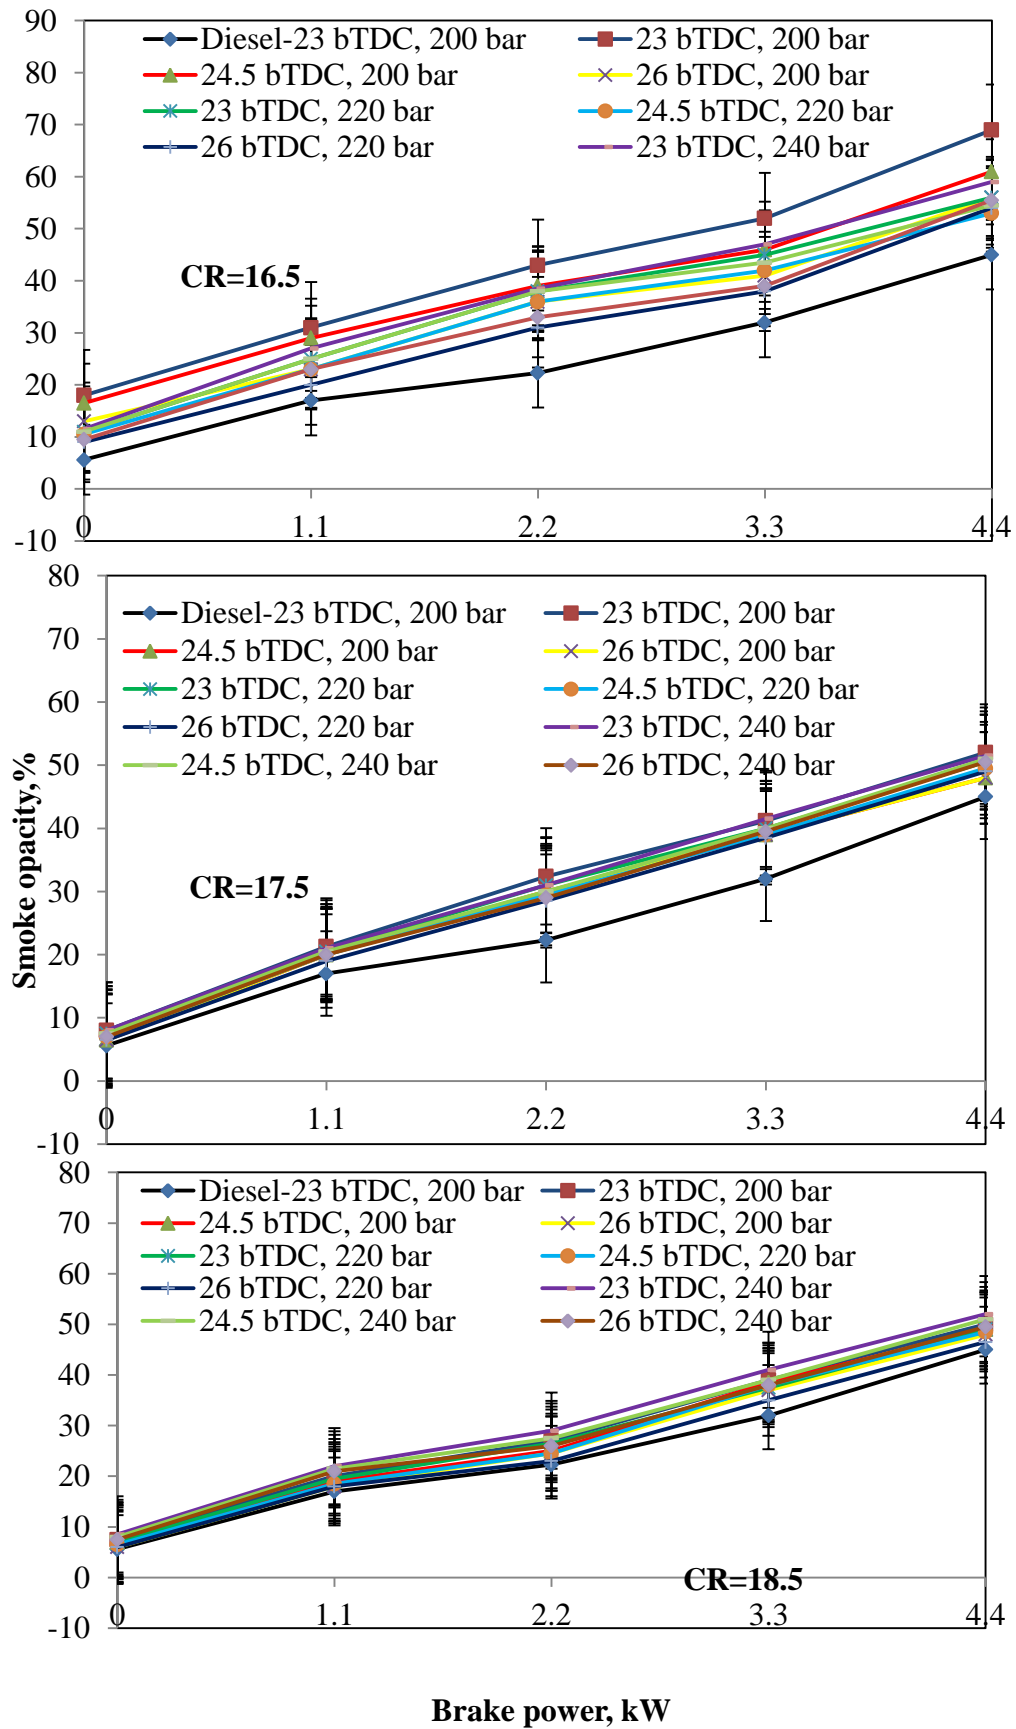 90
Diesel-23 bTDC, 200 bar 23 bTDC, 200 bar
80
24.5 bTDC, 200 bar 26 bTDC, 200 bar
70
23 bTDC, 220 bar 24.5 bTDC, 220 bar
26 bTDC, 220 bar 23 bTDC, 240 bar
60
50
40
CR=16.5
30
20
10
0
-10
0 1.1 2.2 3.3 4.4
80
Diesel-23 bTDC, 200 bar 23 bTDC, 200 bar
70
24.5 bTDC, 200 bar 26 bTDC, 200 bar
23 bTDC, 220 bar 24.5 bTDC, 220 bar
60
26 bTDC, 220 bar 23 bTDC, 240 bar
50
24.5 bTDC, 240 bar 26 bTDC, 240 bar
40
30
CR=17.5
20
10
0
-10
0 1.1 2.2 3.3 4.4
Smoke opacity,%
80
Diesel-23 bTDC, 200 bar 23 bTDC, 200 bar
70
24.5 bTDC, 200 bar 26 bTDC, 200 bar
23 bTDC, 220 bar 24.5 bTDC, 220 bar
60
26 bTDC, 220 bar 23 bTDC, 240 bar
50
24.5 bTDC, 240 bar 26 bTDC, 240 bar
40
30
20
10
0
CR=18.5
-10
0 1.1 2.2 3.3 4.4
Brake power, kW